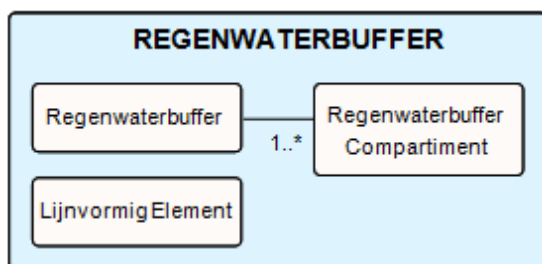 REGENWATERBUFFER
Regenwaterbuffer
1..*
Regenwaterbuffer
Compartiment
LijnvormigElement